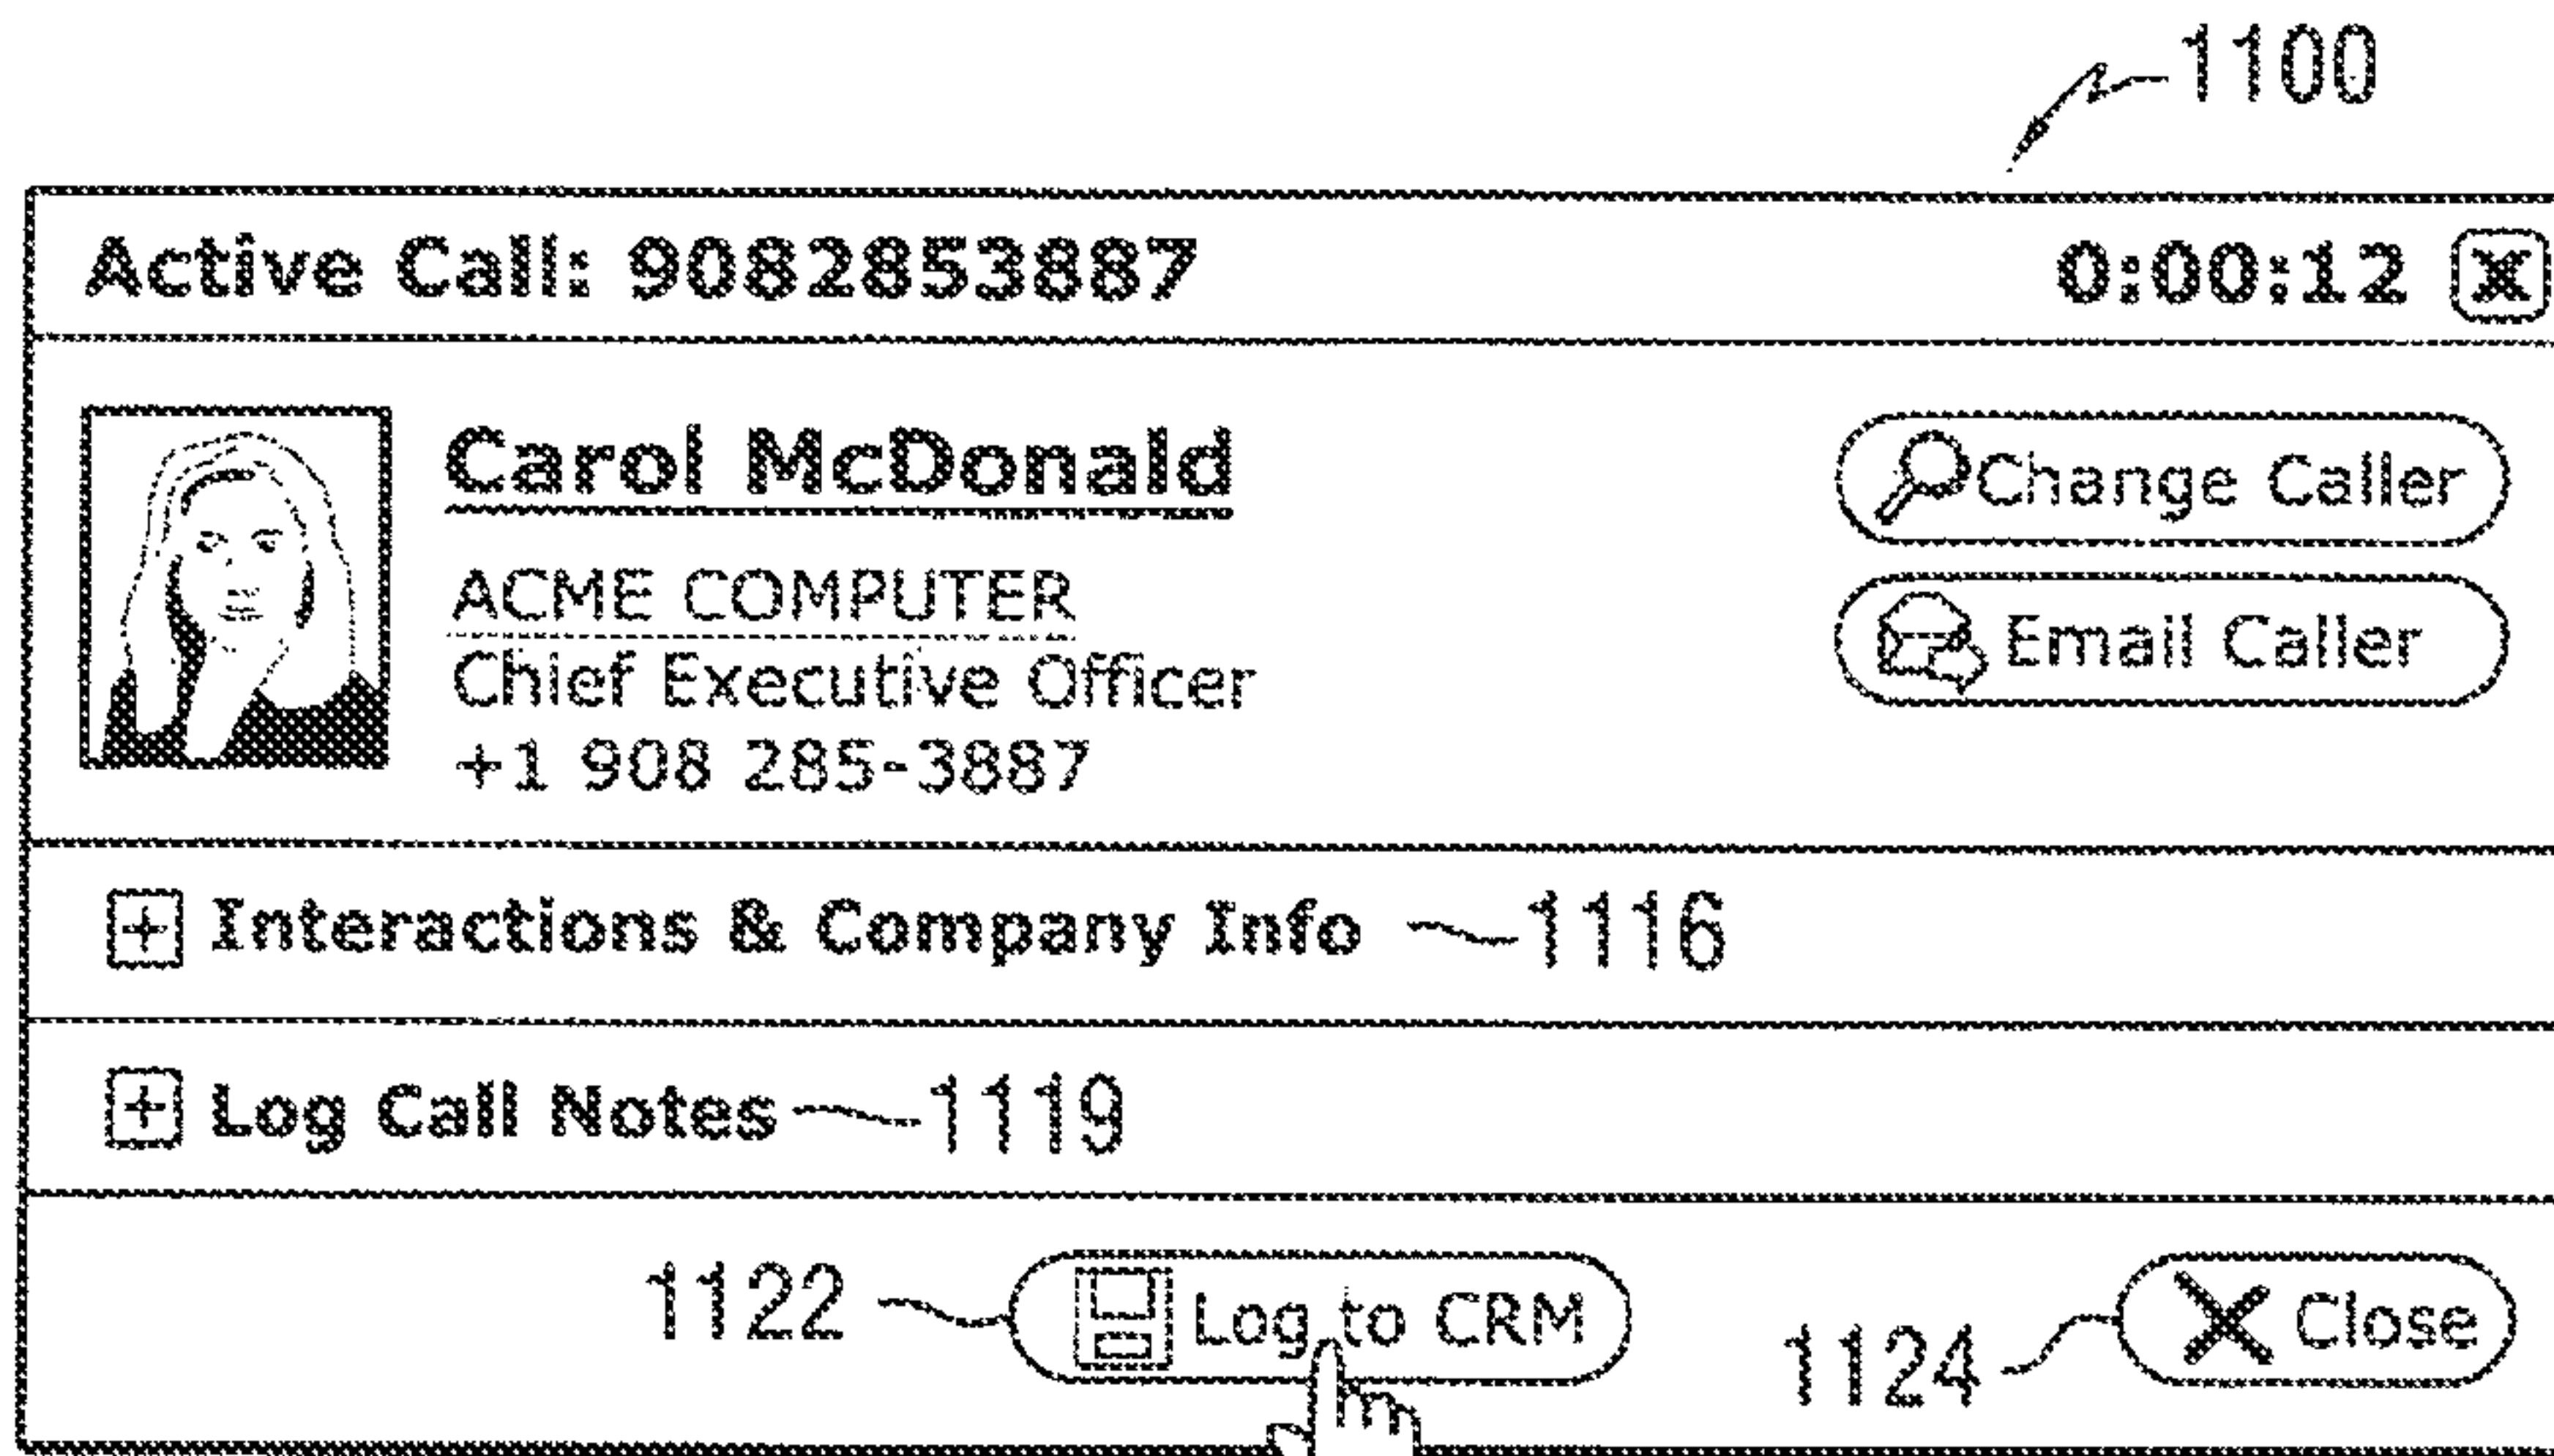 1100
Active Call: 9082853887 0:00:12 X
Carol McDonald
Change Caller
ACME COMPUTER
Email Caller
Chief Executive Officer
+1 908 285-3887
+ Interactions & Company Info 1116
+ Log Call Notes 1119
1122 Log to CRM 1124 Close